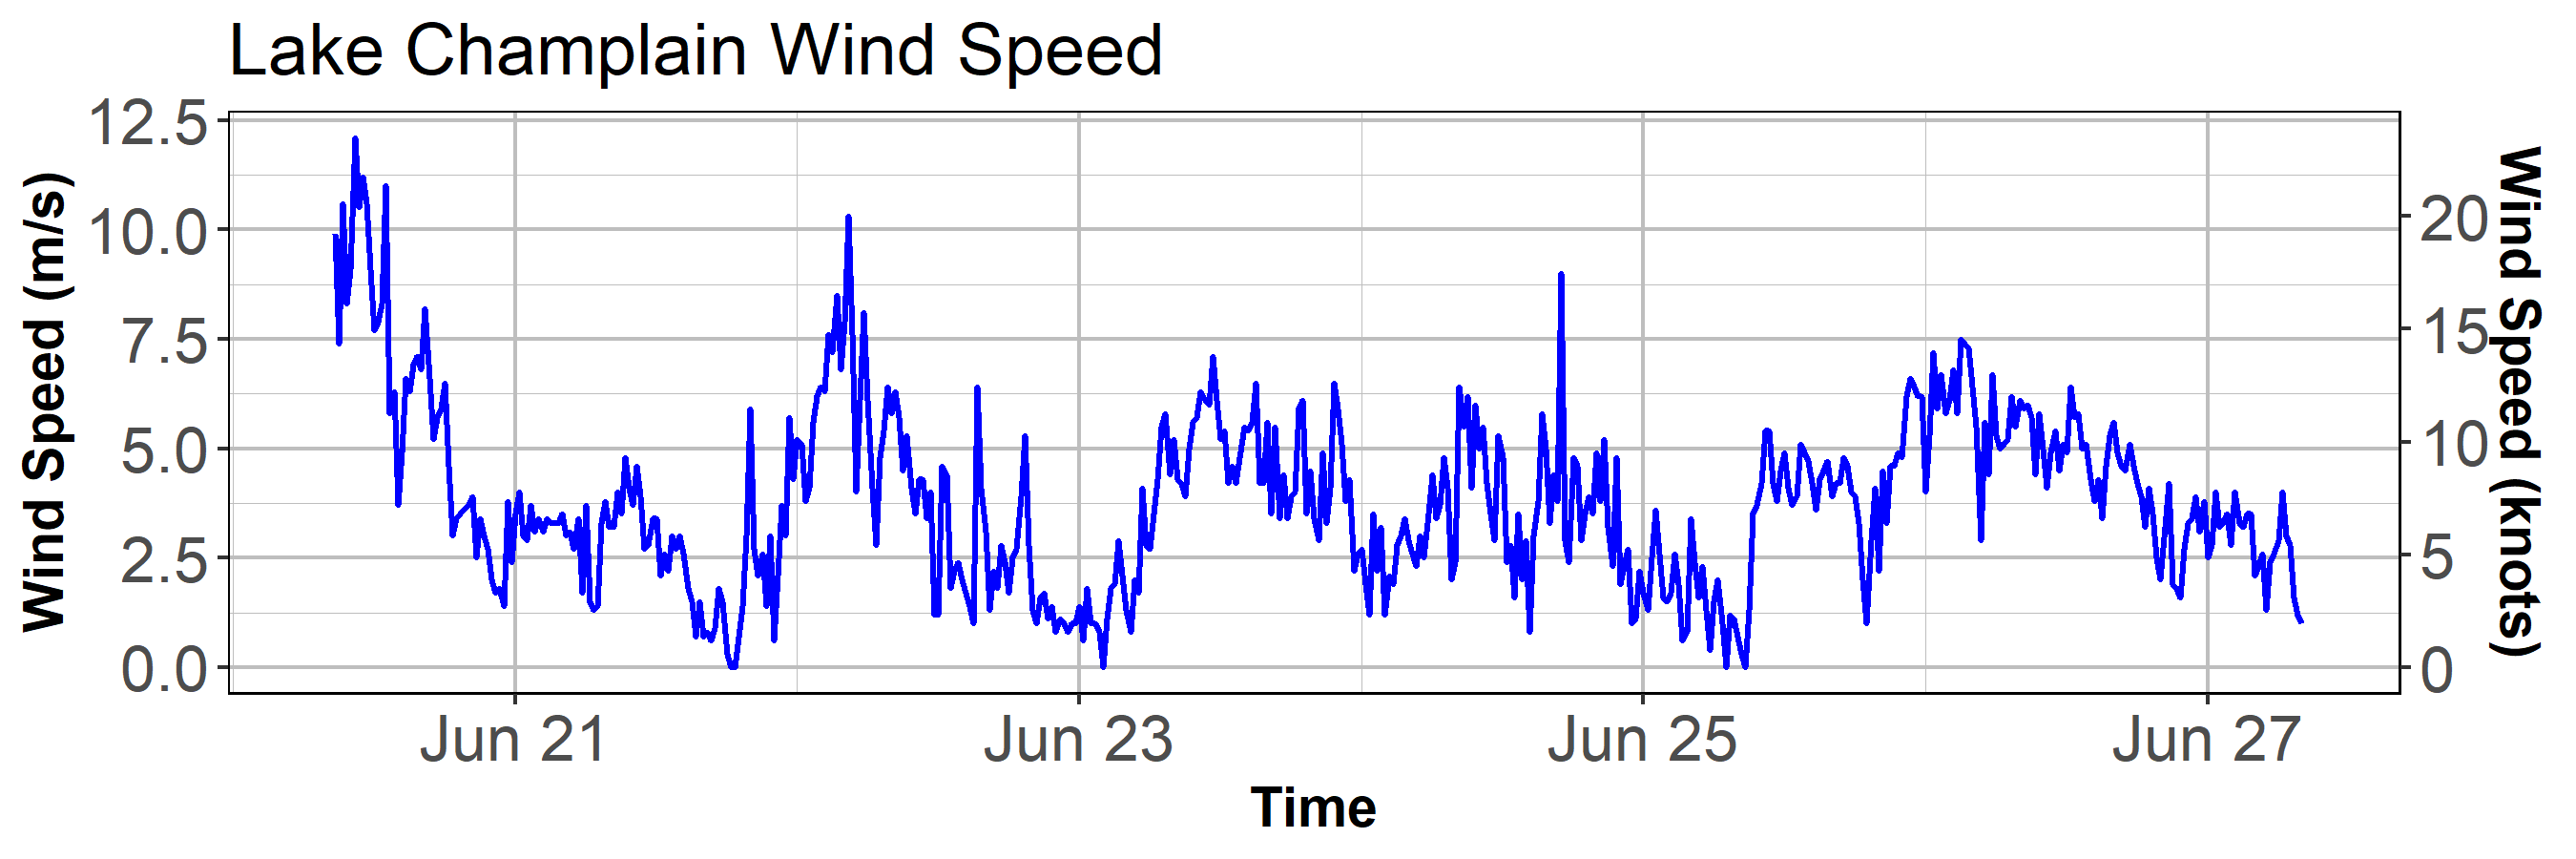 Lake Champlain Wind Speed
Wind Speed (m/s)
12.5
10.0
7.5
5.0
2.5
0.0
20
15
10
5
0
Wind Speed (knots)
Jun 21
Jun 23
Jun 25
Jun 27
Time